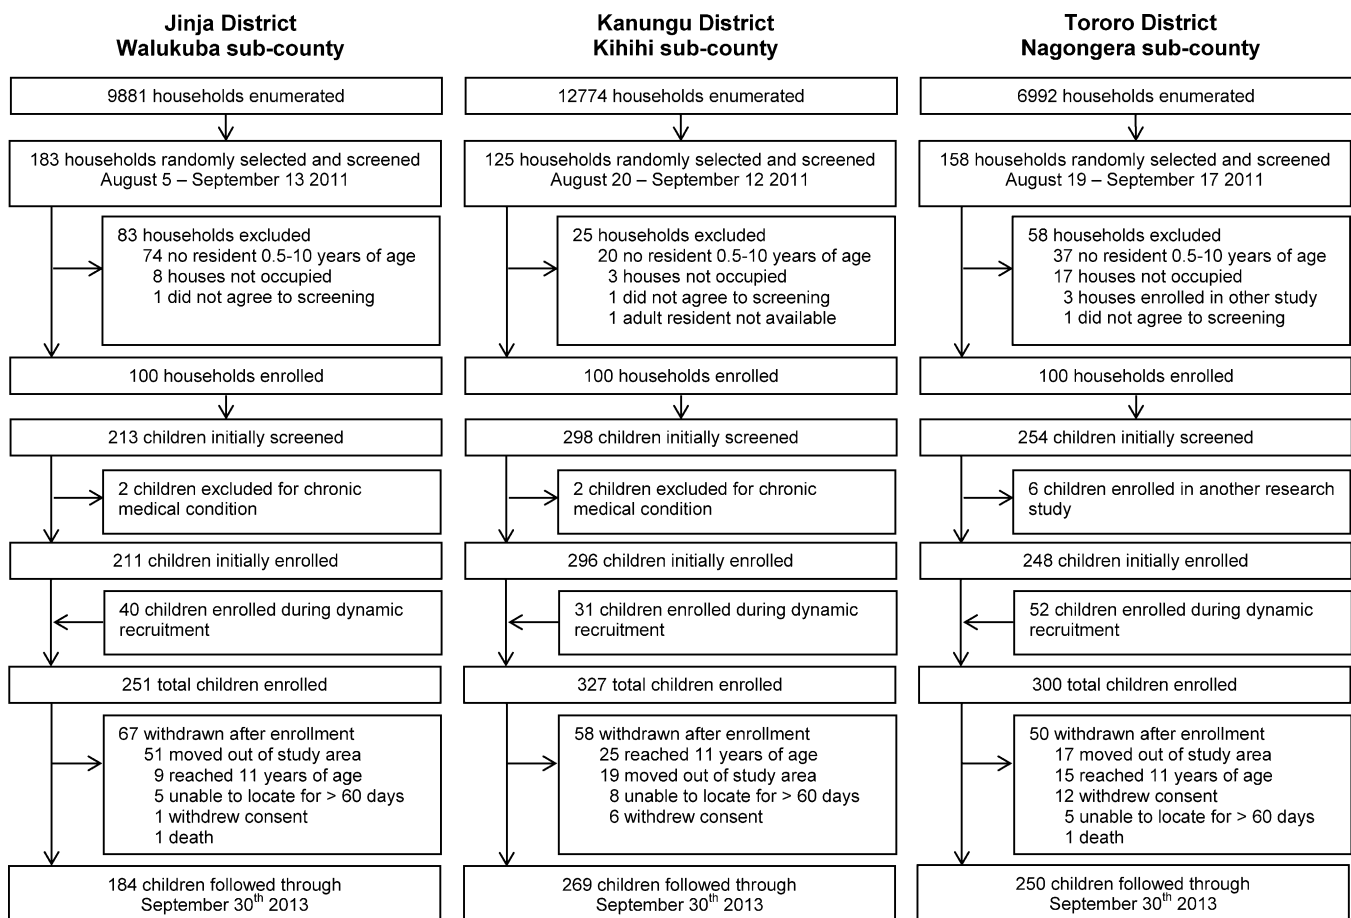 Jinja District
Walukuba sub-county
9881 households enumerated
183 households randomly selected and screened
August 5 – September 13 2011
83 households excluded
74 no resident 0.5-10 years of age
8 houses not occupied
1 did not agree to screening
100 households enrolled
213 children initially screened
2 children excluded for chronic
medical condition
211 children initially enrolled
40 children enrolled during dynamic
recruitment
251 total children enrolled
67 withdrawn after enrollment
51 moved out of study area
9 reached 11 years of age
5 unable to locate for > 60 days
1 withdrew consent
1 death
184 children followed through
September 30th 2013
Kanungu District
Kihihi sub-county
12774 households enumerated
125 households randomly selected and screened
August 20 – September 12 2011
25 households excluded
20 no resident 0.5-10 years of age
3 houses not occupied
1 did not agree to screening
1 adult resident not available
100 households enrolled
298 children initially screened
2 children excluded for chronic
medical condition
296 children initially enrolled
31 children enrolled during dynamic
recruitment
327 total children enrolled
58 withdrawn after enrollment
25 reached 11 years of age
19 moved out of study area
8 unable to locate for > 60 days
6 withdrew consent
269 children followed through
September 30th 2013
Tororo District
Nagongera sub-county
6992 households enumerated
158 households randomly selected and screened
August 19 – September 17 2011
58 households excluded
37 no resident 0.5-10 years of age
17 houses not occupied
3 houses enrolled in other study
1 did not agree to screening
100 households enrolled
254 children initially screened
6 children enrolled in another research
study
248 children initially enrolled
52 children enrolled during dynamic
recruitment
300 total children enrolled
50 withdrawn after enrollment
17 moved out of study area
15 reached 11 years of age
12 withdrew consent
5 unable to locate for > 60 days
1 death
250 children followed through
September 30th 2013